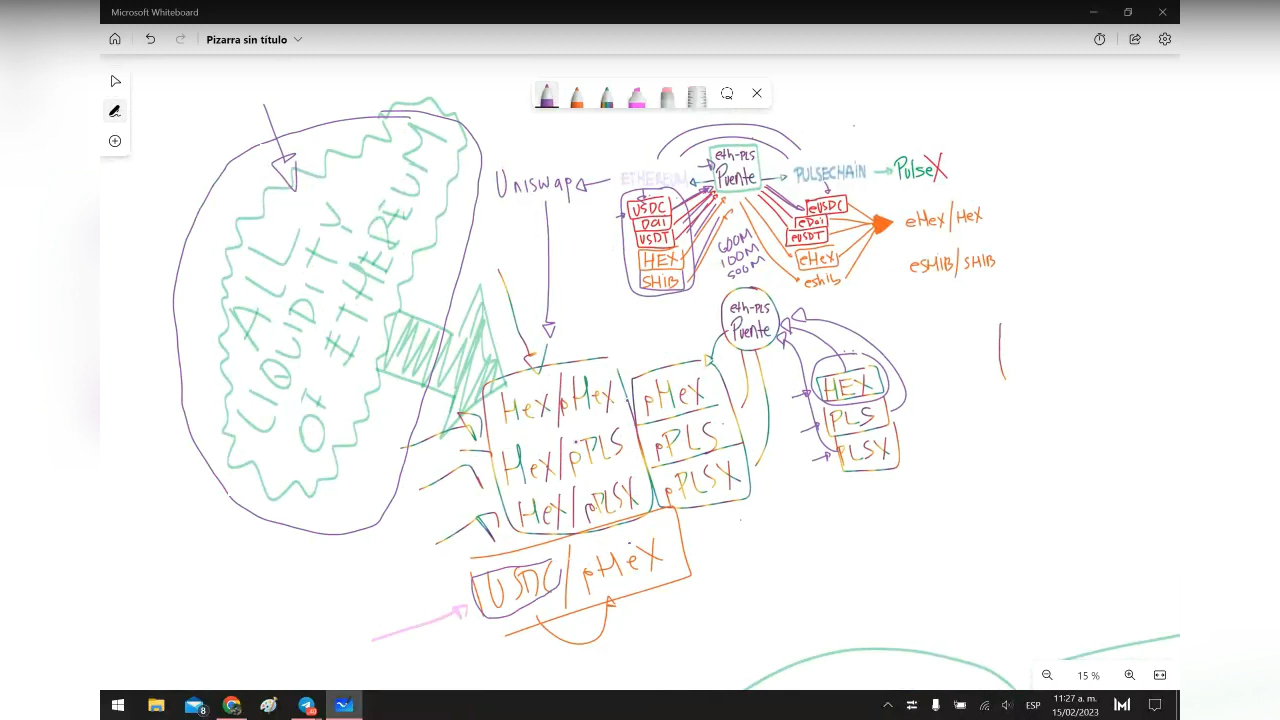 Microsoft Whiteboard
Pizarra sin título
eth-PLS
Puente
Uniswap
ETHEREUM
PULSECHAIN
PulseX
USDC
Dai
USDT
HEX
SHIB
eUSDC
eDai
eUSDT
eHex
eshib
600M
100M
500M
eHex/Hex
eSHIB/SHIB
ALL
LIQUIDITY
OF ETHEREUM
eth-PLS
Puente
HEX
PLS
PLSX
HeX/pHex
HeX/pPLS
HeX/pPLSX
pHeX
pPLS
pPLSX
USDC/pHeX
15 %
8
ESP
11:27 a. m.
15/02/2023